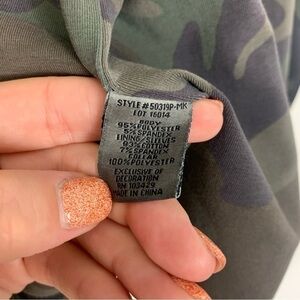 STYLE # 50319P-MK
LOT 16014
BODY
95%POLYESTER
5%SPANDEX
LINING&SLEEVES
93%COTTON
7%SPANDEX
COLLAR
100%POLYESTER
EXCLUSIVE OF
DECORATION
RN 103429
MADE IN CHINA